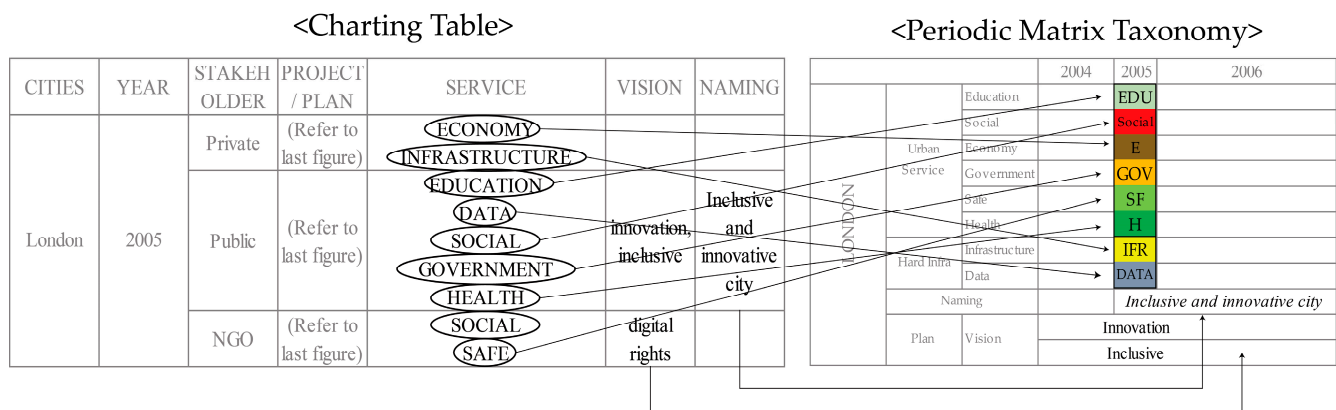 <Charting Table>
<Periodic Matrix Taxonomy>
CITIES
YEAR
STAKEH
OLDER
PROJECT
/ PLAN
SERVICE
VISION
NAMING
London
2005
Private
(Refer to
last figure)
ECONOMY
INFRASTRUCTURE
Public
(Refer to
last figure)
EDUCATION
DATA
SOCIAL
GOVERNMENT
HEALTH
innovation,
inclusive
Inclusive
and
innovative
city
NGO
(Refer to
last figure)
SOCIAL
SAFE
digital
rights
2004
2005
2006
LONDON
Urban
Service
Education
EDU
Social
Social
Economy
E
Government
GOV
Safe
SF
Health
H
Hard Infra
Infrastructure
IFR
Data
DATA
Naming
Inclusive and innovative city
Plan
Vision
Innovation
Inclusive